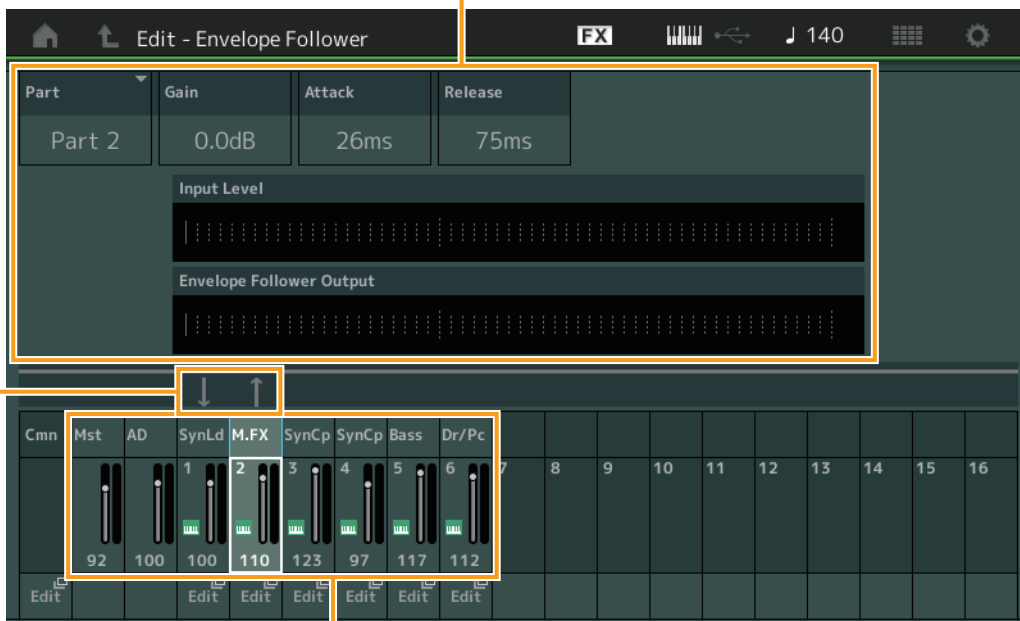 Edit - Envelope Follower FX ♩ 140
Part Gain Attack Release
Part 2 0.0dB 26ms 75ms
Input Level
Envelope Follower Output
Cmn Mst AD SynLd M.FX SynCp SynCp Bass Dr/Pc
1 2 3 4 5 6 7 8 9 10 11 12 13 14 15 16
92 100 100 110 123 97 117 112
Edit Edit Edit Edit Edit Edit Edit